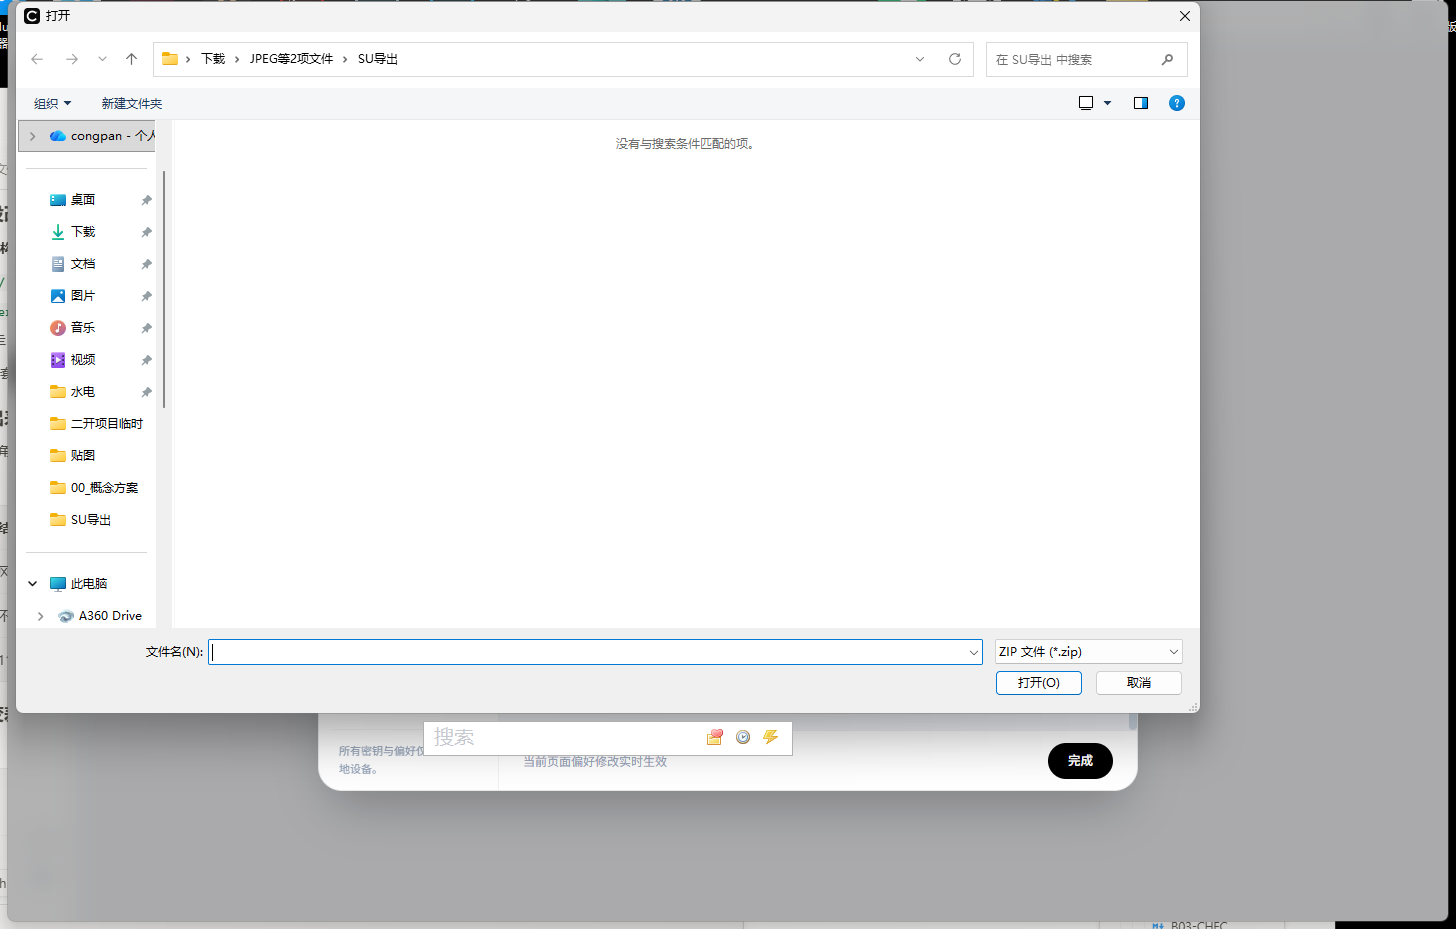 打开
下载
JPEG等2项文件
SU导出
在 SU导出 中搜索
组织
新建文件夹
congpan - 个人
没有与搜索条件匹配的项。
桌面
下载
文档
图片
音乐
视频
水电
二开项目临时
贴图
00_概念方案
SU导出
此电脑
A360 Drive
文件名(N):
ZIP 文件 (*.zip)
打开(O)
取消
搜索
所有密钥与偏好仅
地设备。
当前页面偏好修改实时生效
完成
B03-CHEC